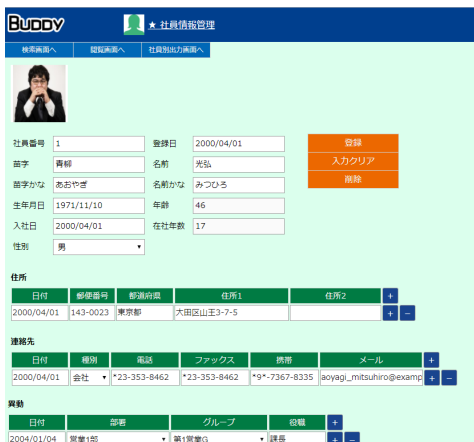 BUDDY ★ 社員情報管理
検索画面へ 閲覧画面へ 社員別出力画面へ
社員番号 1 登録日 2000/04/01 登録
苗字 青柳 名前 光弘 入力クリア
苗字かな あおやぎ 名前かな みつひろ 削除
生年月日 1971/11/10 年齢 46
入社日 2000/04/01 在社年数 17
性別 男
住所
日付 郵便番号 都道府県 住所1 住所2 +
2000/04/01 143-0023 東京都 大田区山王3-7-5 + −
連絡先
日付 種別 電話 ファックス 携帯 メール +
2000/04/01 会社 *23-353-8462 *23-353-8462 *9*-7367-8335 aoyagi_mitsuhiro@examp + −
異動
日付 部署 グループ 役職 +
2004/01/04 営業1部 第1営業G 課長 + −